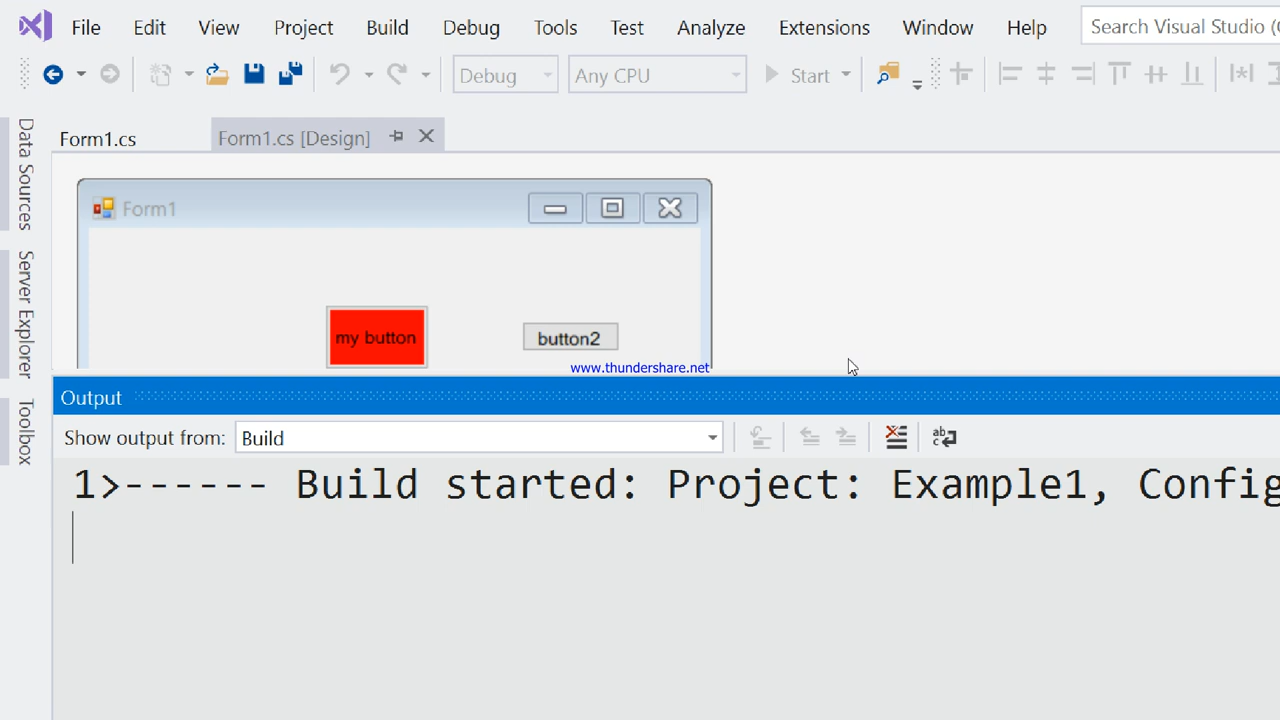 File Edit View Project Build Debug Tools Test Analyze Extensions Window Help Search Visual Studio (
Debug Any CPU Start
Form1.cs Form1.cs [Design]
Data Sources
Server Explorer
Toolbox
Form1
my button button2
www.thundershare.net
Output
Show output from: Build
1>------ Build started: Project: Example1, Config